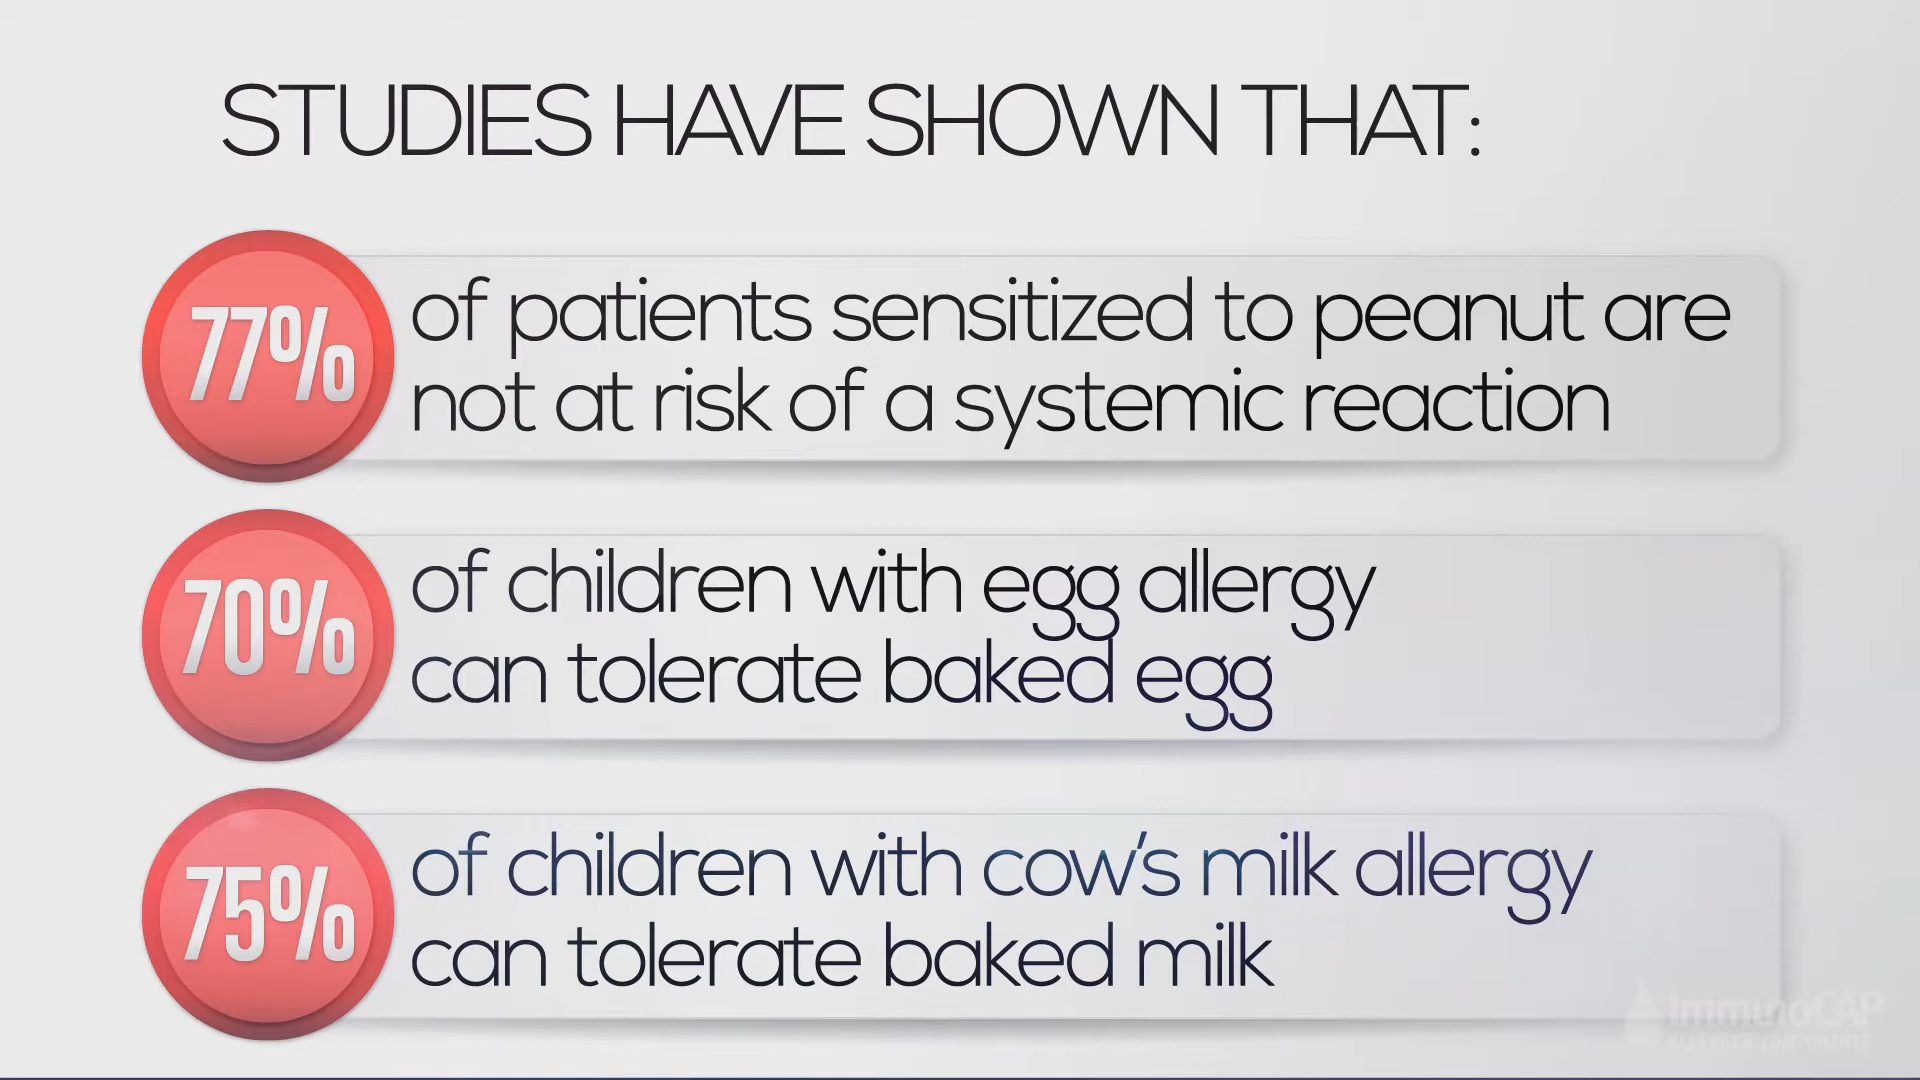 STUDIES HAVE SHOWN THAT:
77%
of patients sensitized to peanut are
not at risk of a systemic reaction
70%
of children with egg allergy
can tolerate baked egg
75%
of children with cow's milk allergy
can tolerate baked milk
ImmunoCAP